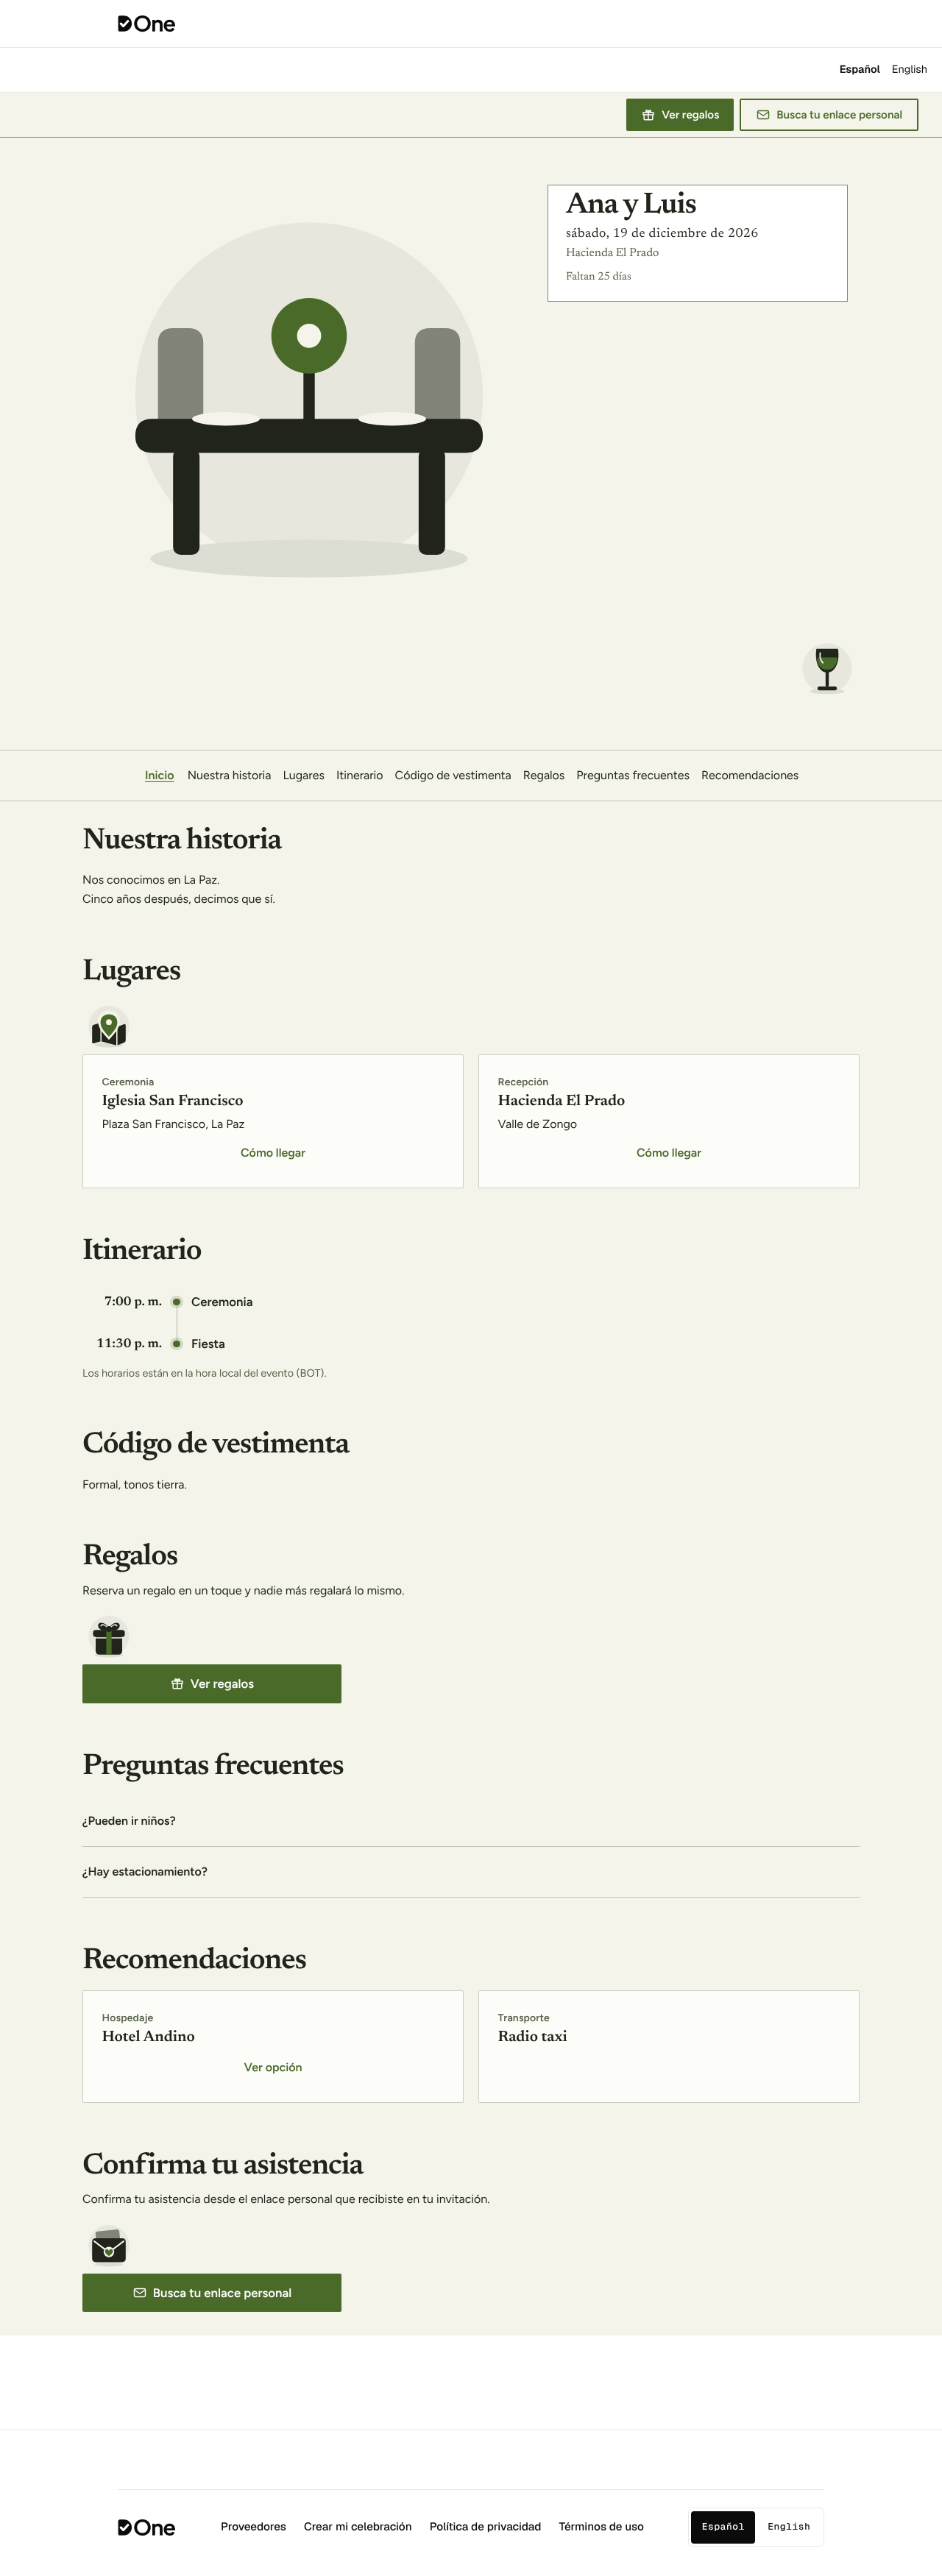 DOne
Español English
Ver regalos Busca tu enlace personal
Ana y Luis
sábado, 19 de diciembre de 2026
Hacienda El Prado
Faltan 25 días
Inicio Nuestra historia Lugares Itinerario Código de vestimenta Regalos Preguntas frecuentes Recomendaciones
Nuestra historia
Nos conocimos en La Paz.
Cinco años después, decimos que sí.
Lugares
Ceremonia
Iglesia San Francisco
Plaza San Francisco, La Paz
Cómo llegar
Recepción
Hacienda El Prado
Valle de Zongo
Cómo llegar
Itinerario
7:00 p. m. Ceremonia
11:30 p. m. Fiesta
Los horarios están en la hora local del evento (BOT).
Código de vestimenta
Formal, tonos tierra.
Regalos
Reserva un regalo en un toque y nadie más regalará lo mismo.
Ver regalos
Preguntas frecuentes
¿Pueden ir niños?
¿Hay estacionamiento?
Recomendaciones
Hospedaje
Hotel Andino
Ver opción
Transporte
Radio taxi
Confirma tu asistencia
Confirma tu asistencia desde el enlace personal que recibiste en tu invitación.
Busca tu enlace personal
DOne Proveedores Crear mi celebración Política de privacidad Términos de uso Español English